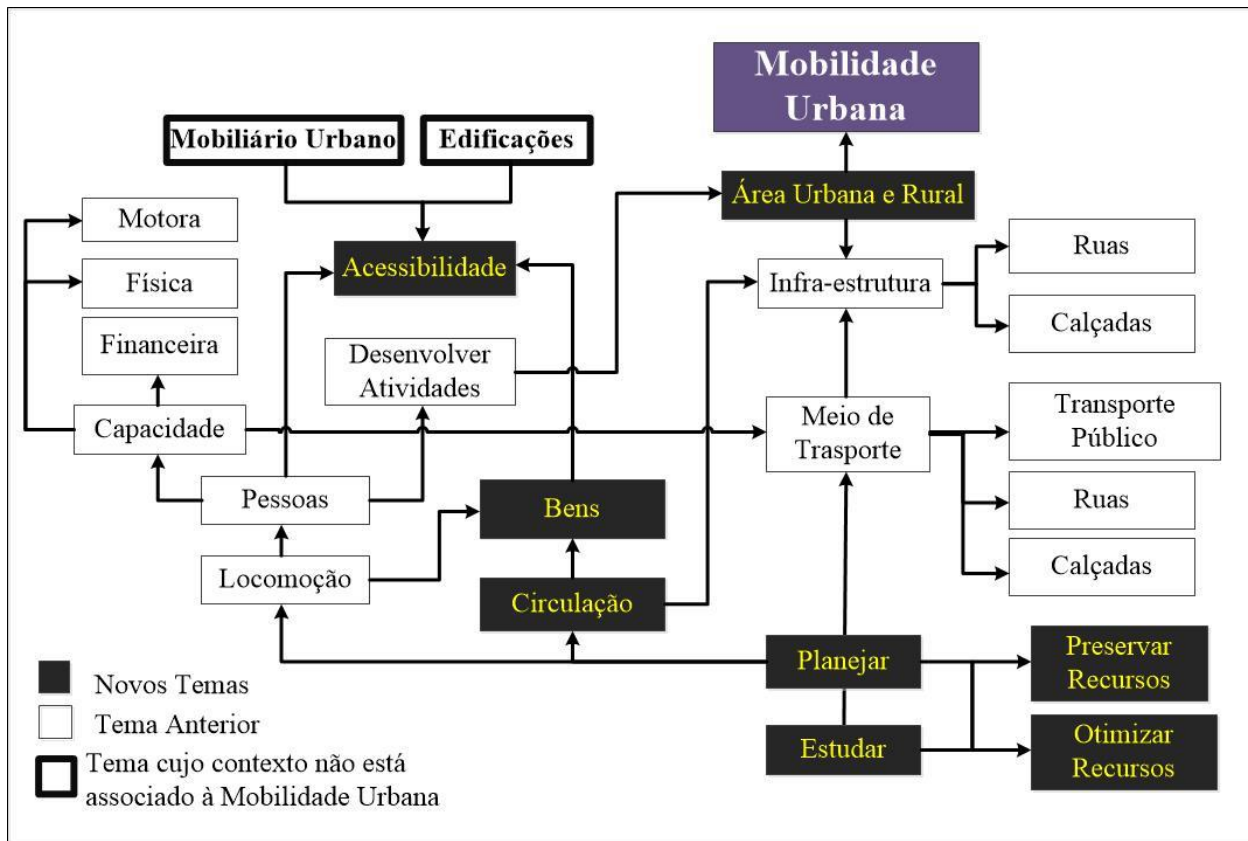 Mobilidade
Urbana
Mobiliário Urbano
Edificações
Área Urbana e Rural
Motora
Acessibilidade
Ruas
Física
Infra-estrutura
Financeira
Calçadas
Desenvolver
Atividades
Capacidade
Meio de
Trasporte
Transporte
Público
Pessoas
Bens
Ruas
Locomoção
Circulação
Calçadas
Planejar
Preservar
Recursos
Estudar
Otimizar
Recursos
Novos Temas
Tema Anterior
Tema cujo contexto não está
associado à Mobilidade Urbana